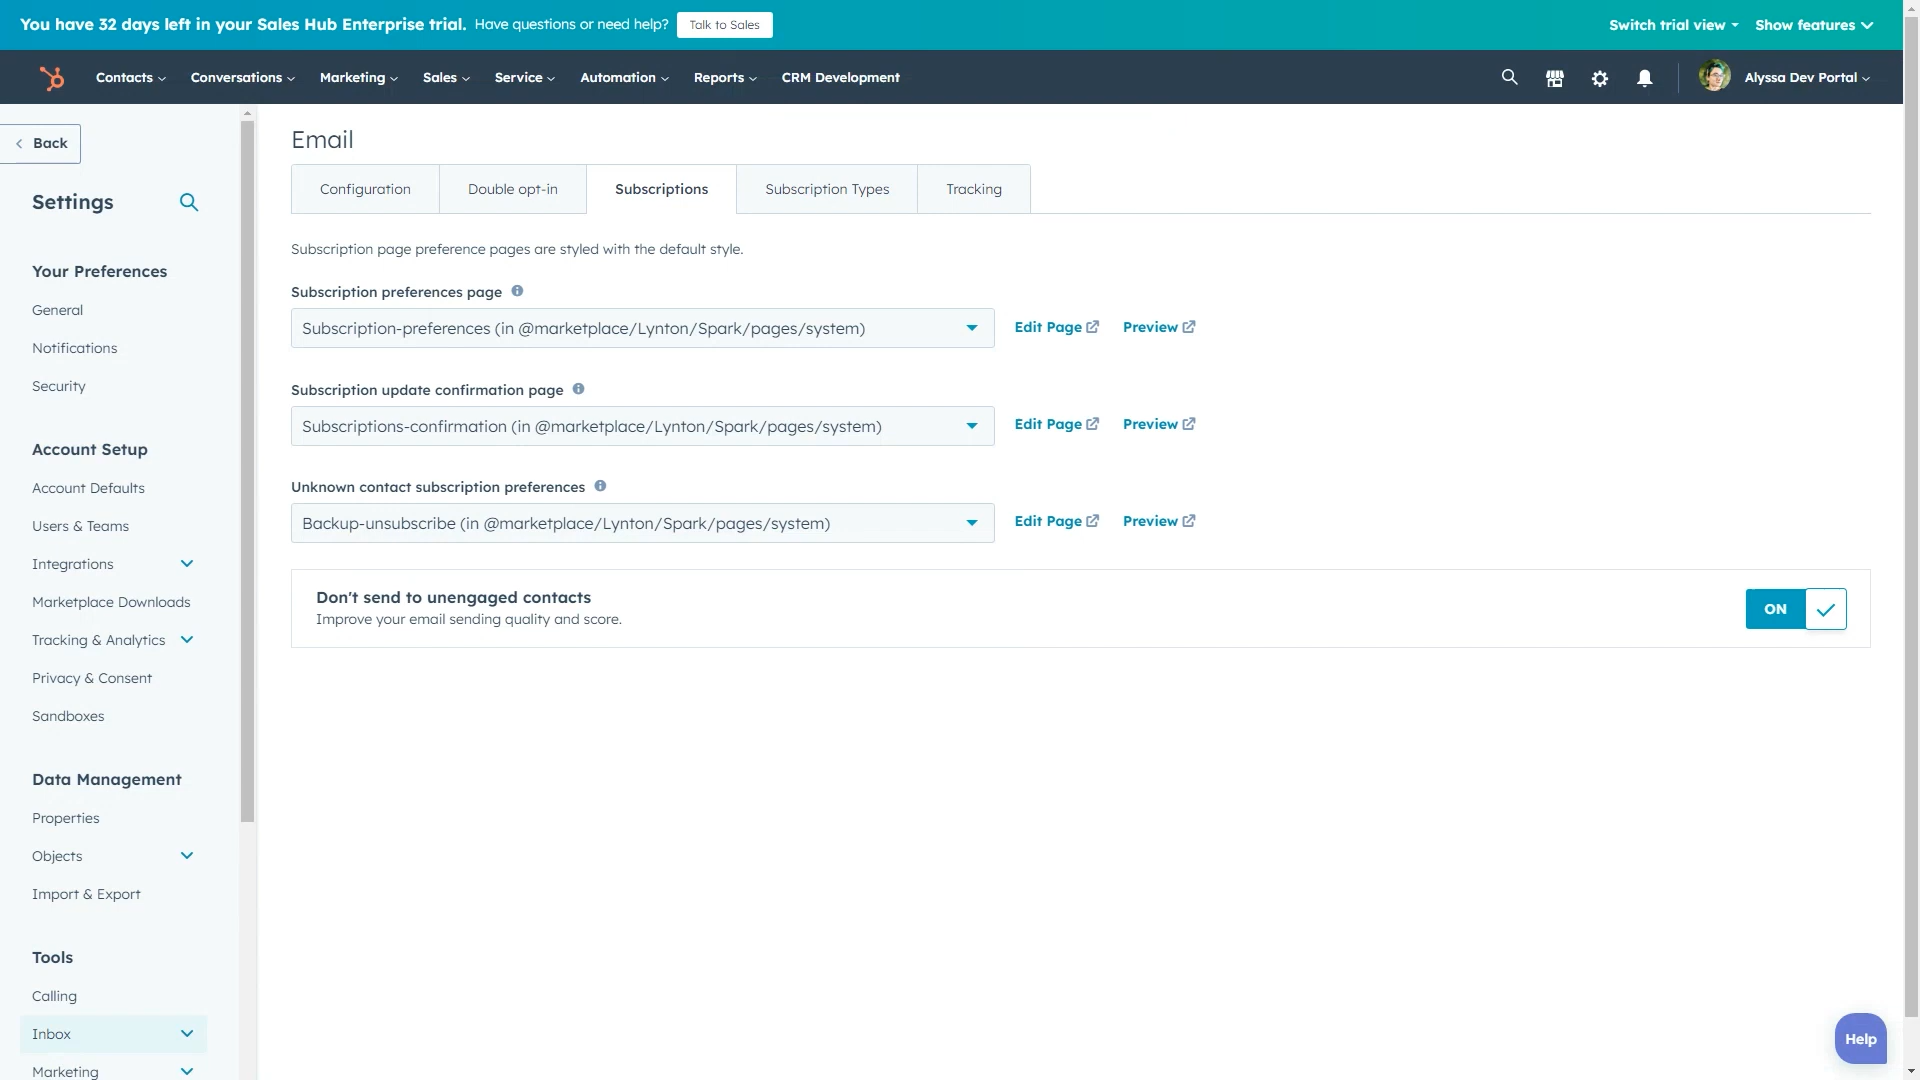 You have 32 days left in your Sales Hub Enterprise trial. Have questions or need help? Talk to Sales Switch trial view Show features
Contacts Conversations Marketing Sales Service Automation Reports CRM Development Alyssa Dev Portal
Back
Settings
Your Preferences
General
Notifications
Security
Account Setup
Account Defaults
Users & Teams
Integrations
Marketplace Downloads
Tracking & Analytics
Privacy & Consent
Sandboxes
Data Management
Properties
Objects
Import & Export
Tools
Calling
Inbox
Marketing
Email
Configuration Double opt-in Subscriptions Subscription Types Tracking
Subscription page preference pages are styled with the default style.
Subscription preferences page
Subscription-preferences (in @marketplace/Lynton/Spark/pages/system) Edit Page Preview
Subscription update confirmation page
Subscriptions-confirmation (in @marketplace/Lynton/Spark/pages/system) Edit Page Preview
Unknown contact subscription preferences
Backup-unsubscribe (in @marketplace/Lynton/Spark/pages/system) Edit Page Preview
Don't send to unengaged contacts
Improve your email sending quality and score.
ON
Help